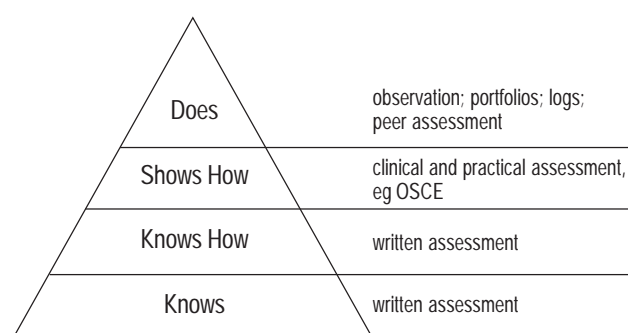 Does
observation; portfolios; logs;
peer assessment
Shows How
clinical and practical assessment,
eg OSCE
Knows How
written assessment
Knows
written assessment